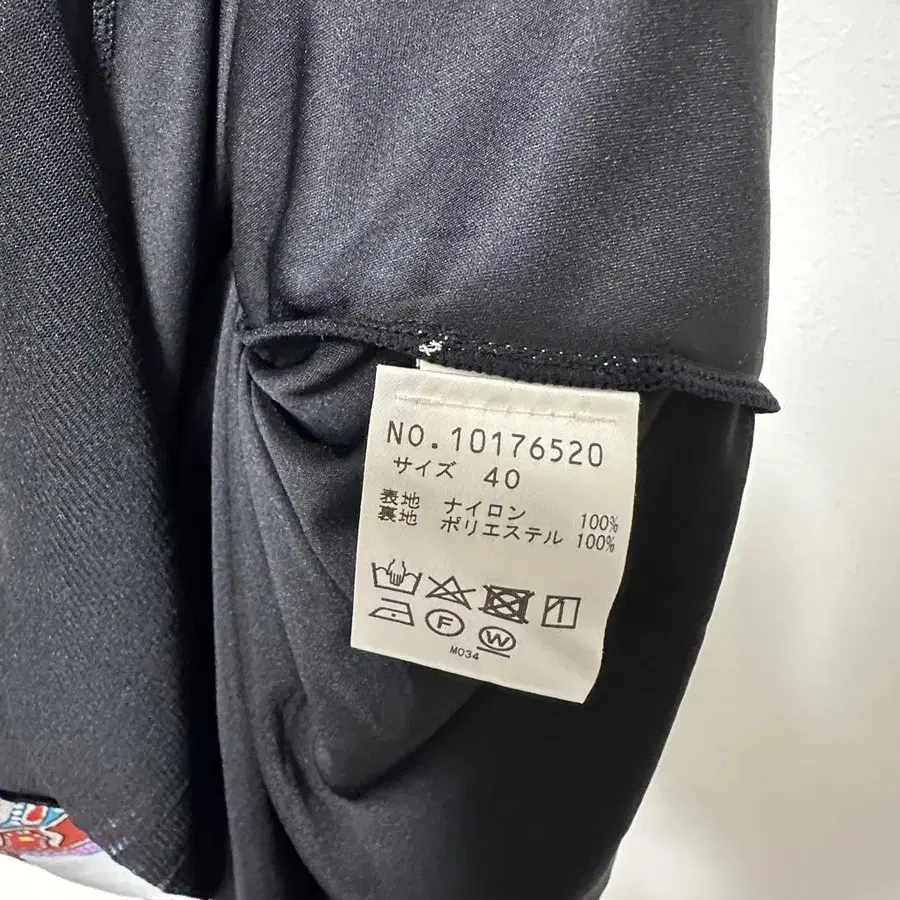 NO.10176520
サイズ 40
表地 ナイロン 100%
裏地 ポリエステル 100%
F W
M034